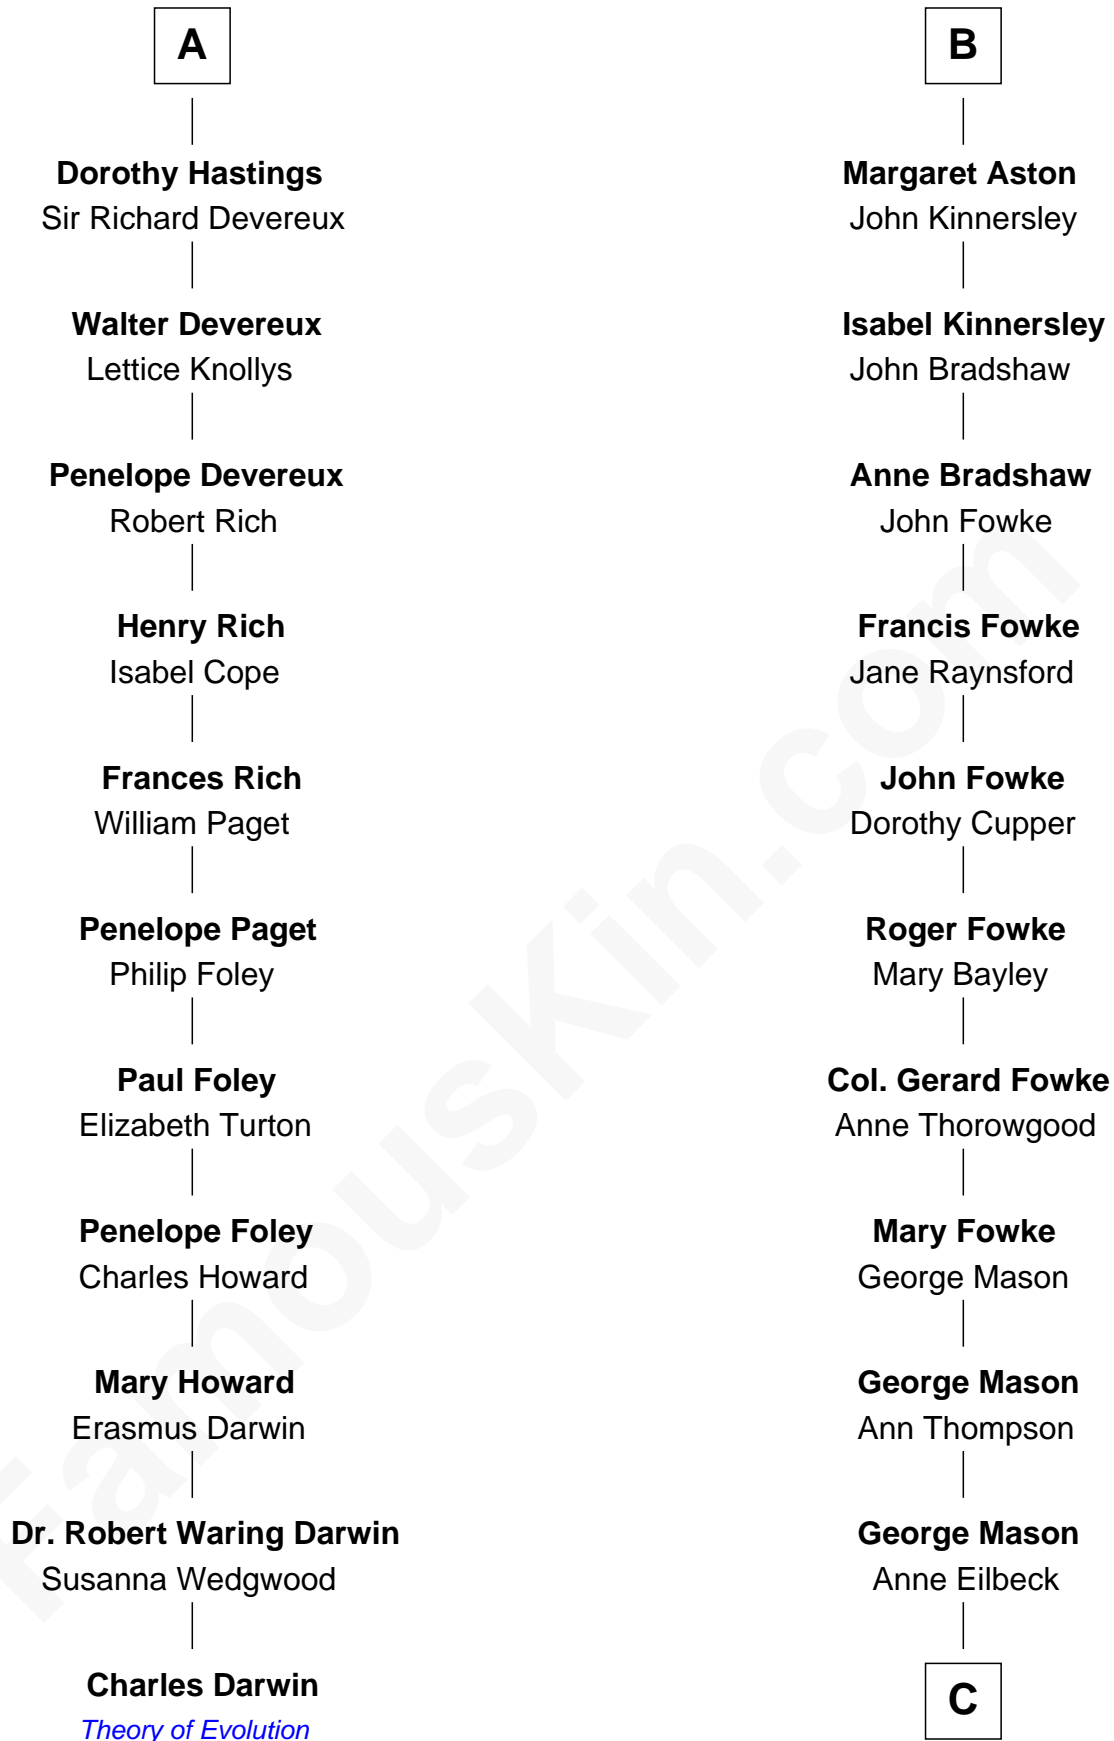 A
Dorothy Hastings
Sir Richard Devereux
Walter Devereux
Lettice Knollys
Penelope Devereux
Robert Rich
Henry Rich
Isabel Cope
Frances Rich
William Paget
Penelope Paget
Philip Foley
Paul Foley
Elizabeth Turton
Penelope Foley
Charles Howard
Mary Howard
Erasmus Darwin
Dr. Robert Waring Darwin
Susanna Wedgwood
Charles Darwin
Theory of Evolution
B
Margaret Aston
John Kinnersley
Isabel Kinnersley
John Bradshaw
Anne Bradshaw
John Fowke
Francis Fowke
Jane Raynsford
John Fowke
Dorothy Cupper
Roger Fowke
Mary Bayley
Col. Gerard Fowke
Anne Thorowgood
Mary Fowke
George Mason
George Mason
Ann Thompson
George Mason
Anne Eilbeck
C
FamousKin.com